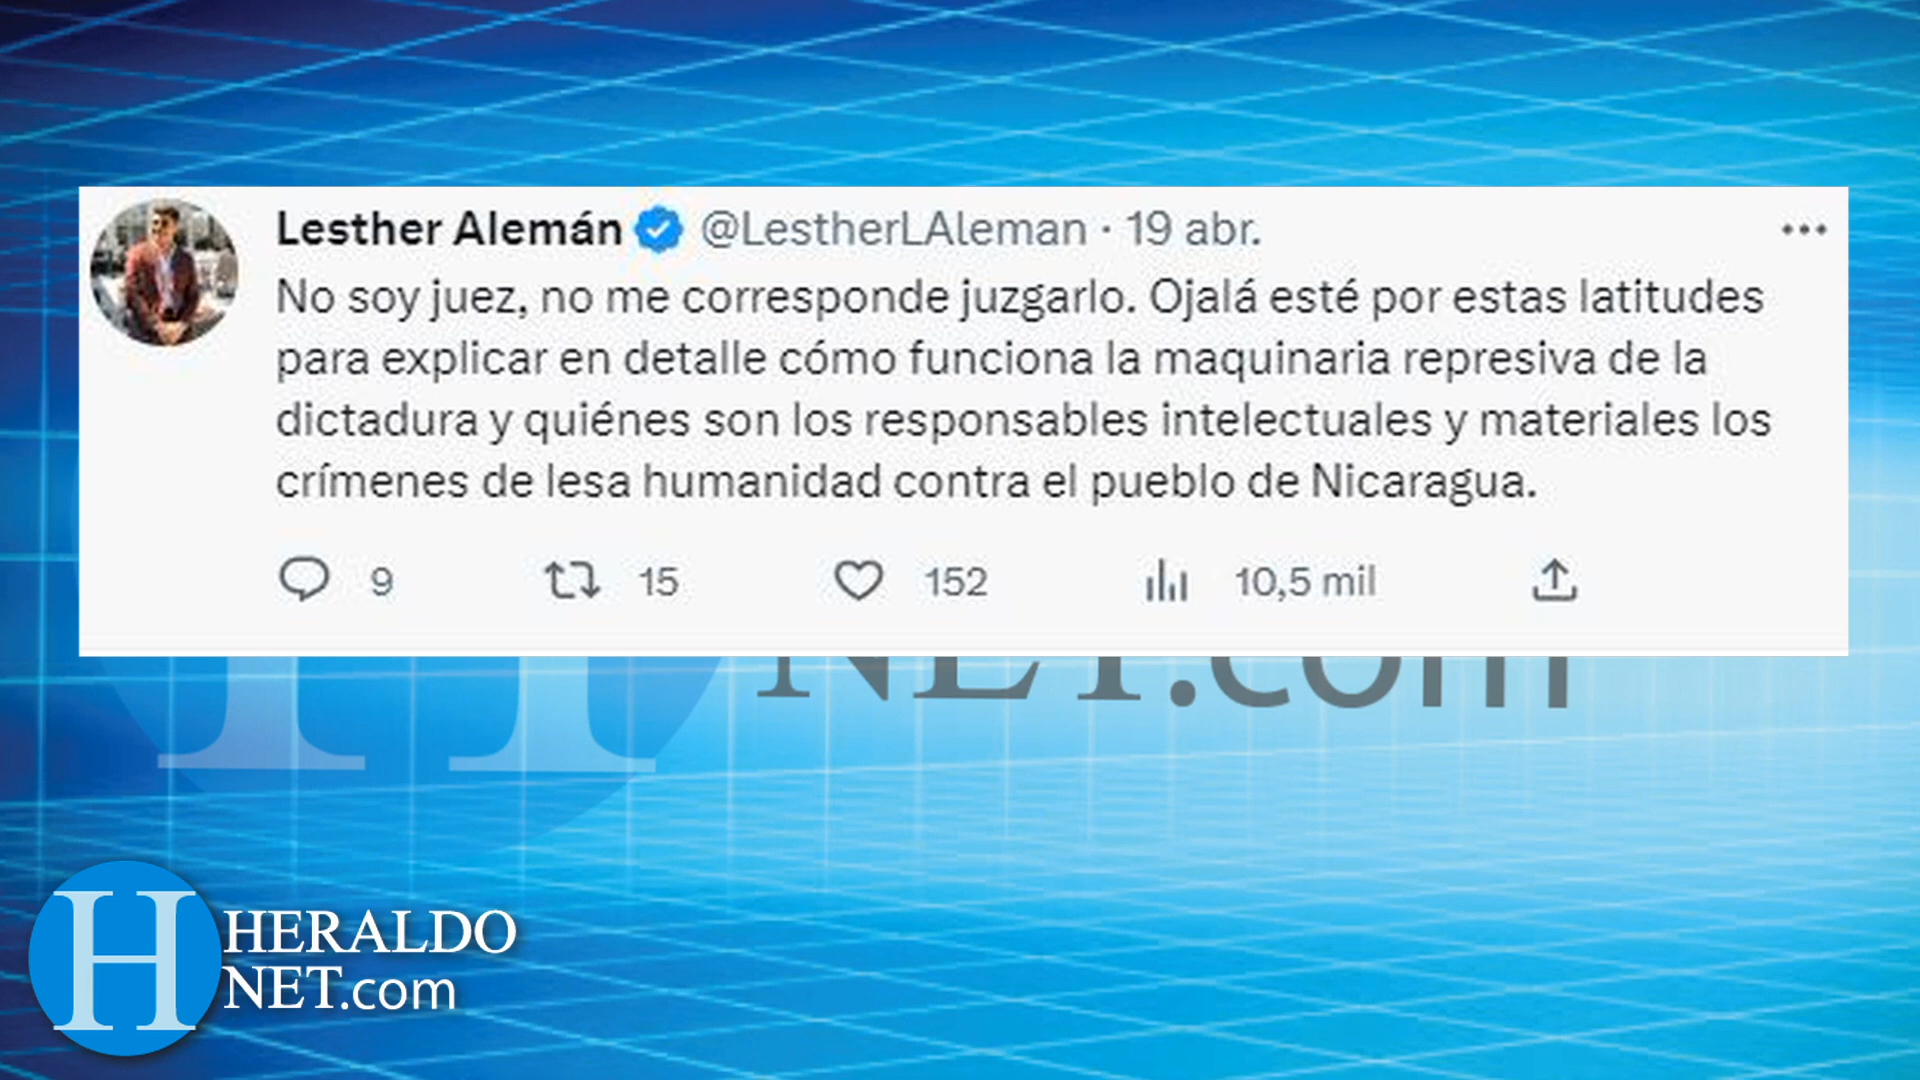 Lesther Alemán @LestherLAleman · 19 abr.
No soy juez, no me corresponde juzgarlo. Ojalá esté por estas latitudes
para explicar en detalle cómo funciona la maquinaria represiva de la
dictadura y quiénes son los responsables intelectuales y materiales los
crímenes de lesa humanidad contra el pueblo de Nicaragua.
9 15 152 10,5 mil
H NET.com
H HERALDO
NET.com